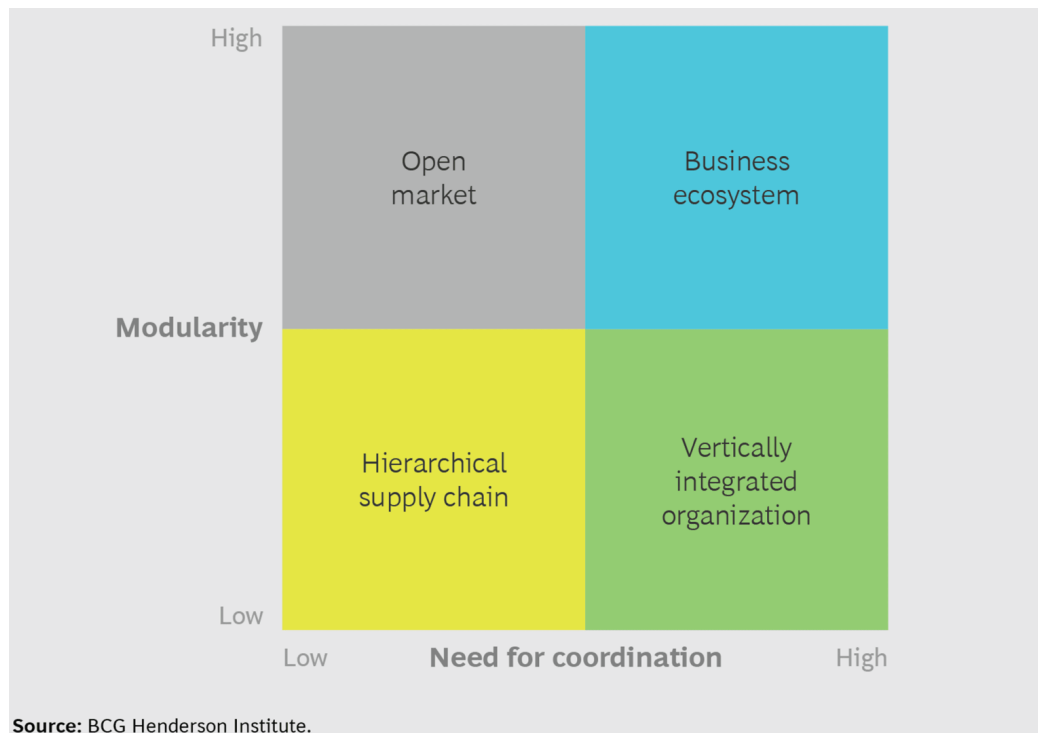 High
Open
market
Business
ecosystem
Modularity
Hierarchical
supply chain
Vertically
integrated
organization
Low
Low
Need for coordination
High
Source: BCG Henderson Institute.